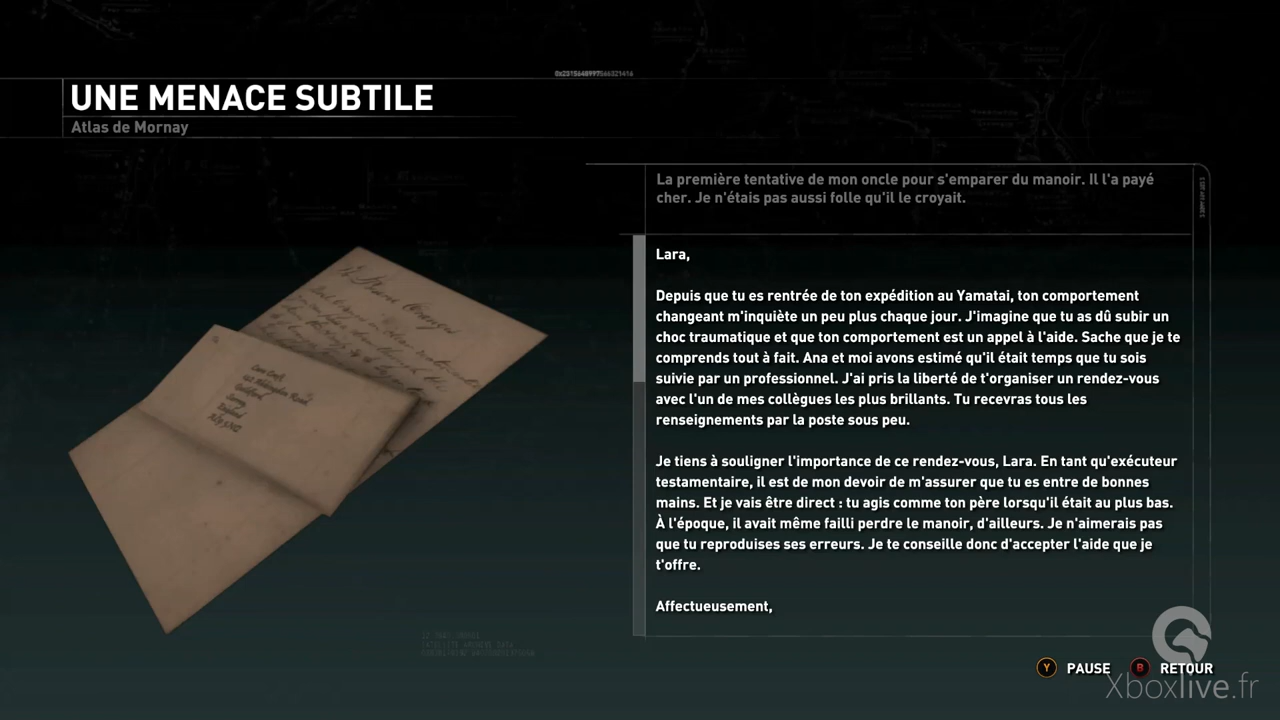 0x2315648997566321416
UNE MENACE SUBTILE
Atlas de Mornay
La première tentative de mon oncle pour s'emparer du manoir. Il l'a payé
cher. Je n'étais pas aussi folle qu'il le croyait.
Lara,
Depuis que tu es rentrée de ton expédition au Yamatai, ton comportement
changeant m'inquiète un peu plus chaque jour. J'imagine que tu as dû subir un
choc traumatique et que ton comportement est un appel à l'aide. Sache que je te
comprends tout à fait. Ana et moi avons estimé qu'il était temps que tu sois
suivie par un professionnel. J'ai pris la liberté de t'organiser un rendez-vous
avec l'un de mes collègues les plus brillants. Tu recevras tous les
renseignements par la poste sous peu.
Je tiens à souligner l'importance de ce rendez-vous, Lara. En tant qu'exécuteur
testamentaire, il est de mon devoir de m'assurer que tu es entre de bonnes
mains. Et je vais être direct : tu agis comme ton père lorsqu'il était au plus bas.
À l'époque, il avait même failli perdre le manoir, d'ailleurs. Je n'aimerais pas
que tu reproduises ses erreurs. Je te conseille donc d'accepter l'aide que je
t'offre.
Affectueusement,
Y PAUSE B RETOUR
Xboxlive.fr